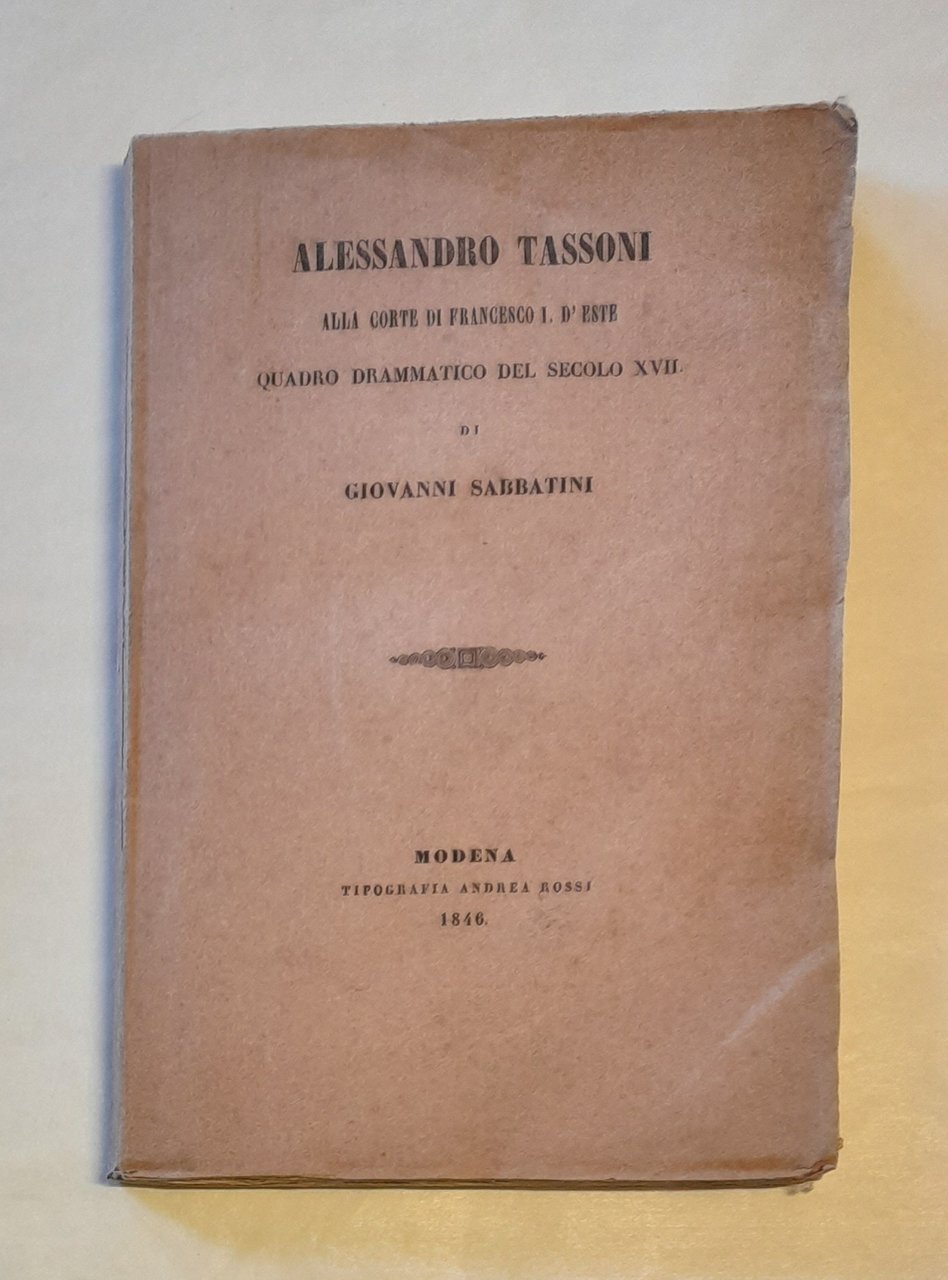 ALESSANDRO TASSONI
ALLA CORTE DI FRANCESCO I. D' ESTE
QUADRO DRAMMATICO DEL SECOLO XVII.
DI
GIOVANNI SABBATINI
MODENA
TIPOGRAFIA ANDREA ROSSI
1846.